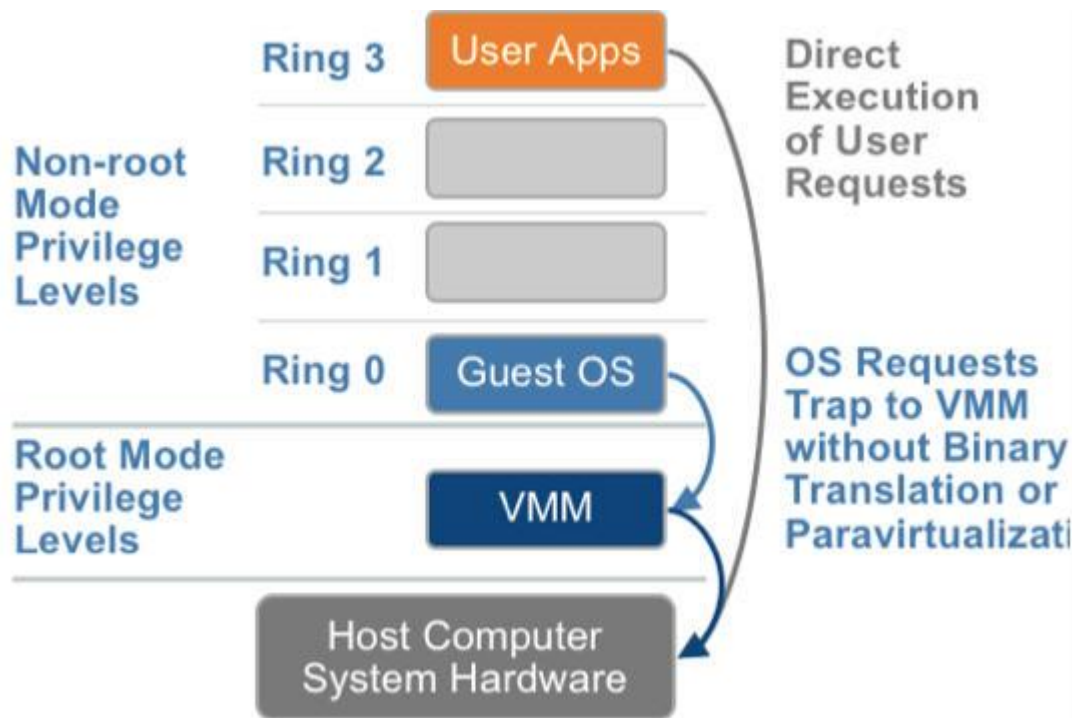 Ring 3
User Apps
Direct
Execution
of User
Requests
Non-root
Mode
Privilege
Levels
Ring 2
Ring 1
Ring 0
Guest OS
OS Requests
Trap to VMM
without Binary
Translation or
Paravirtualizati
Root Mode
Privilege
Levels
VMM
Host Computer
System Hardware